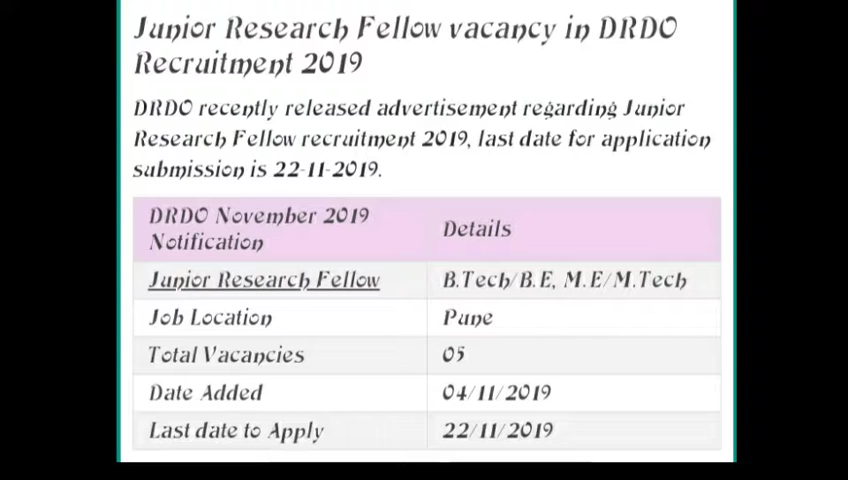 Junior Research Fellow vacancy in DRDO
Recruitment 2019
DRDO recently released advertisement regarding Junior
Research Fellow recruitment 2019, last date for application
submission is 22-11-2019.
DRDO November 2019
Notification
Details
Junior Research Fellow
B.Tech/B.E, M.E/M.Tech
Job Location
Pune
Total Vacancies
05
Date Added
04/11/2019
Last date to Apply
22/11/2019